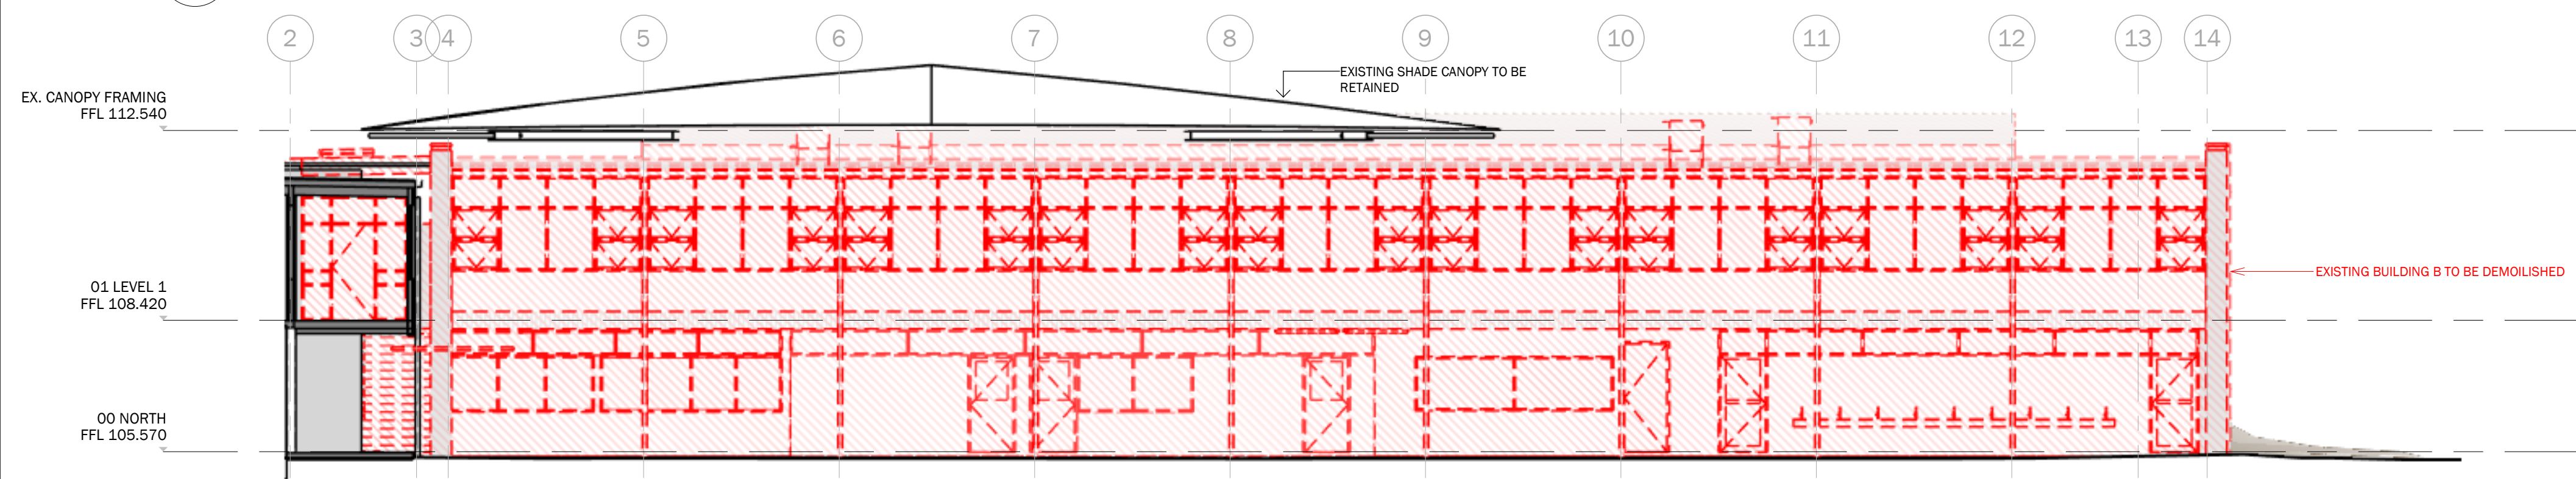 2
3
4
5
6
7
8
9
10
11
12
13
14
EXISTING SHADE CANOPY TO BE
RETAINED
EX. CANOPY FRAMING
FFL 112.540
EXISTING BUILDING B TO BE DEMOILISHED
01 LEVEL 1
FFL 108.420
00 NORTH
FFL 105.570